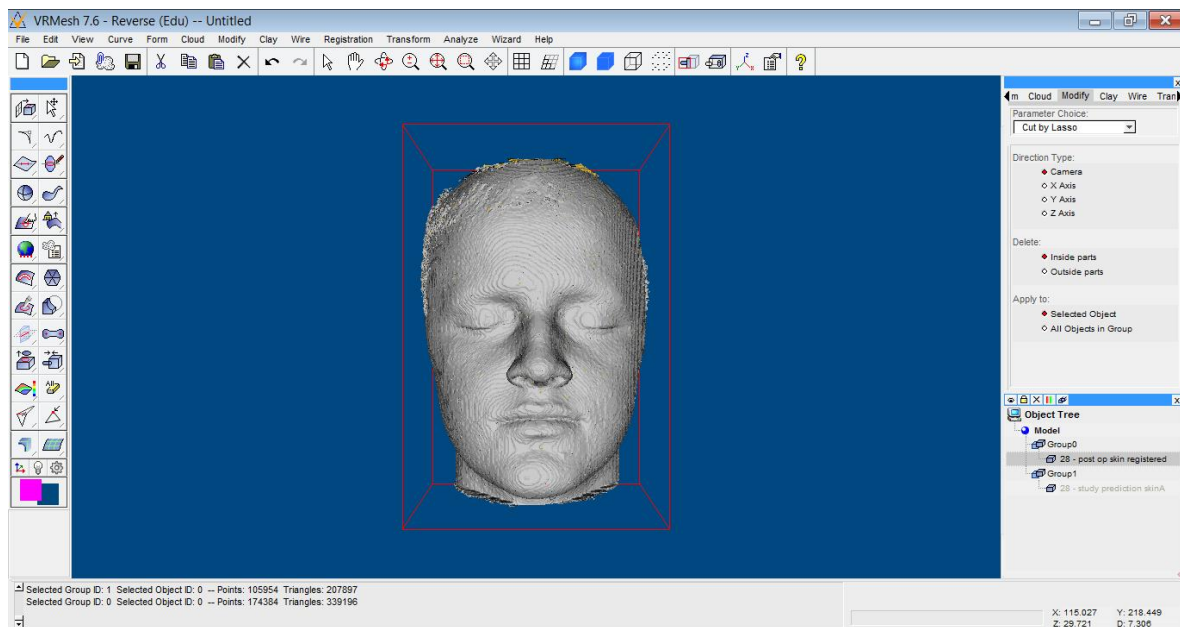 VRMesh 7.6 - Reverse (Edu) -- Untitled
File Edit View Curve Form Cloud Modify Clay Wire Registration Transform Analyze Wizard Help
m Cloud Modify Clay Wire Tran
Parameter Choice:
Cut by Lasso
Direction Type:
Camera
X Axis
Y Axis
Z Axis
Delete:
Inside parts
Outside parts
Apply to:
Selected Object
All Objects in Group
Object Tree
Model
Group0
28 - post op skin registered
Group1
28 - study prediction skinA
All
Selected Group ID: 1 Selected Object ID: 0 -- Points: 105954 Triangles: 207897
Selected Group ID: 0 Selected Object ID: 0 -- Points: 174384 Triangles: 339196
X: 115.027 Y: 218.449
Z: 29.721 D: 7.306